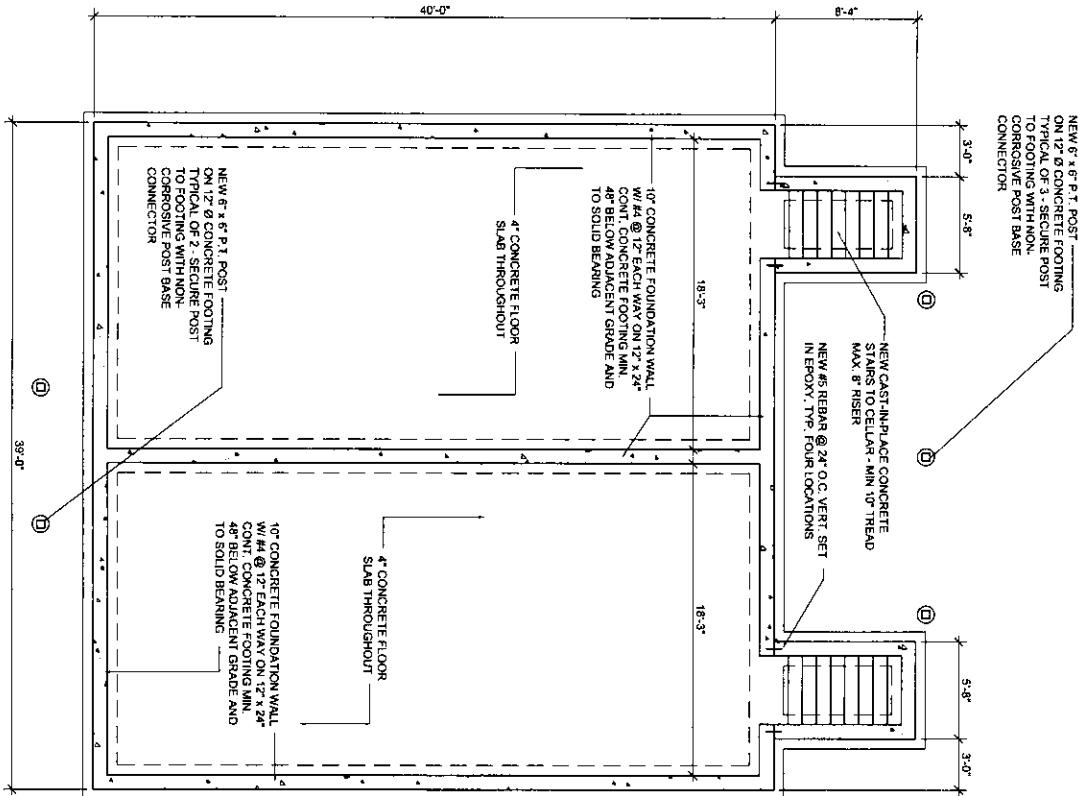 40'-0"
8'-4"
NEW 6" x 6" P.T. POST
ON 12" Ø CONCRETE FOOTING
TYPICAL OF 3 - SECURE POST
TO FOOTING WITH NON-
CORROSIVE POST BASE
CONNECTOR
3'-0"
5'-8"
NEW 6" x 6" P.T. POST
ON 12" Ø CONCRETE FOOTING
TYPICAL OF 2 - SECURE POST
TO FOOTING WITH NON-
CORROSIVE POST BASE
CONNECTOR
4" CONCRETE FLOOR
SLAB THROUGHOUT
10" CONCRETE FOUNDATION WALL
W/ #4 @ 12" EACH WAY ON 12" x 24"
CONT. CONCRETE FOOTING MIN.
48" BELOW ADJACENT GRADE AND
TO SOLID BEARING
18'-3"
NEW CAST-IN-PLACE CONCRETE
STAIRS TO CELLAR - MIN 10" TREAD
MAX. 8" RISER
NEW #5 REBAR @ 24" O.C. VERT. SET
IN EPOXY, TYP. FOUR LOCATIONS
39'-0"
10" CONCRETE FOUNDATION WALL
W/ #4 @ 12" EACH WAY ON 12" x 24"
CONT. CONCRETE FOOTING MIN.
48" BELOW ADJACENT GRADE AND
TO SOLID BEARING
4" CONCRETE FLOOR
SLAB THROUGHOUT
18'-3"
5'-8"
3'-0"